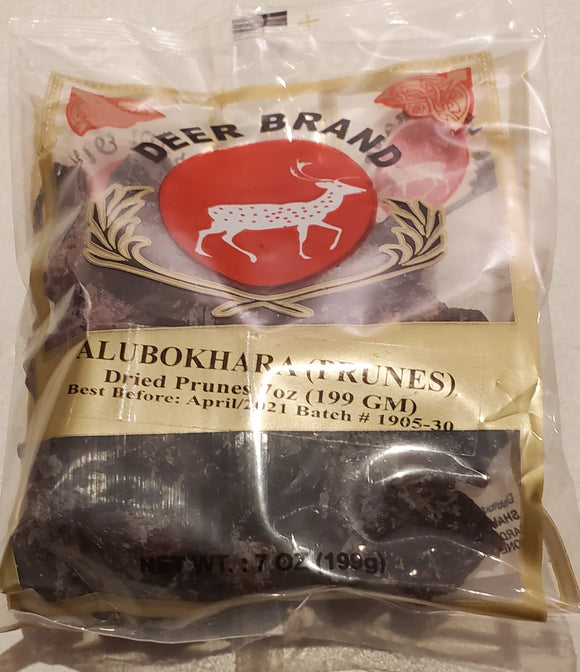 DEER BRAND
ALUBOKHARA (PRUNES)
Dried Prunes 7oz (199 GM)
Best Before: April/2021 Batch # 1905-30
NET WT. : 7 OZ (199g)